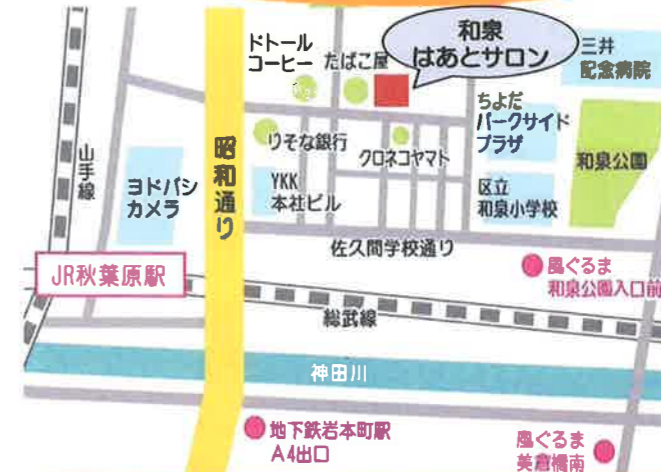 和泉
はあとサロン
ドトール
コーヒー
たばこ屋
三井
記念病院
ちよだ
パークサイド
プラザ
りそな銀行
クロネコヤマト
和泉公園
山手線
昭和通り
ヨドバシ
カメラ
YKK
本社ビル
区立
和泉小学校
佐久間学校通り
JR秋葉原駅
風ぐるま
和泉公園入口前
総武線
神田川
地下鉄岩本町駅
A4出口
風ぐるま
美倉橋南